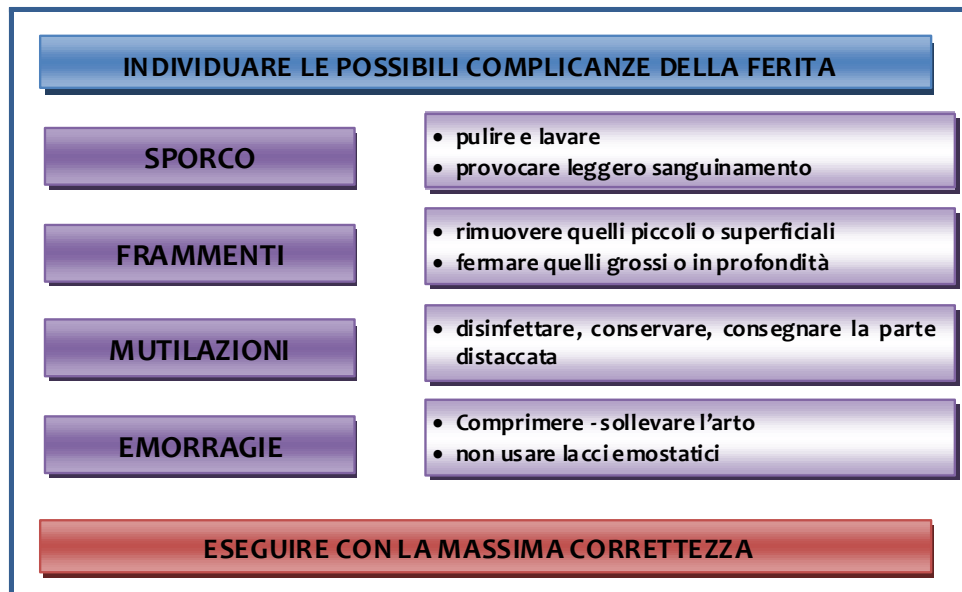 INDIVIDUARE LE POSSIBILI COMPLICANZE DELLA FERITA
SPORCO
• pulire e lavare
• provocare leggero sanguinamento
FRAMMENTI
• rimuovere quelli piccoli o superficiali
• fermare quelli grossi o in profondità
MUTILAZIONI
• disinfettare, conservare, consegnare la parte
distaccata
EMORRAGIE
• Comprimere - sollevare l'arto
• non usare lacci emostatici
ESEGUIRE CON LA MASSIMA CORRETTEZZA